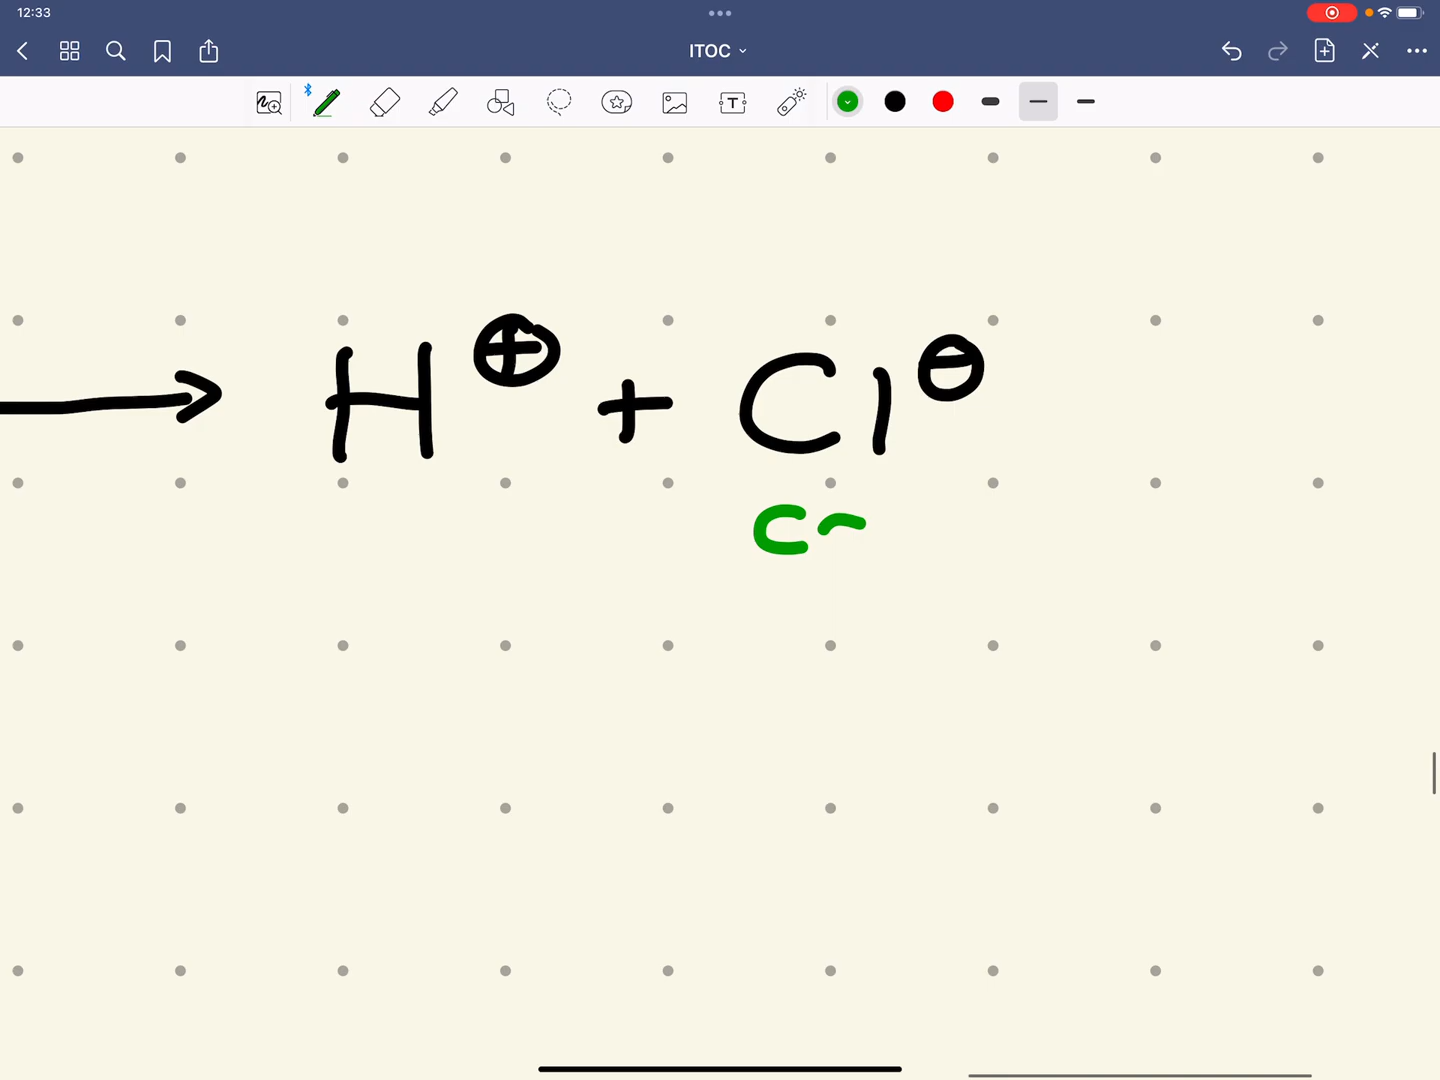 12:33
ITOC
T
→ H⊕ + Cl⊖
c